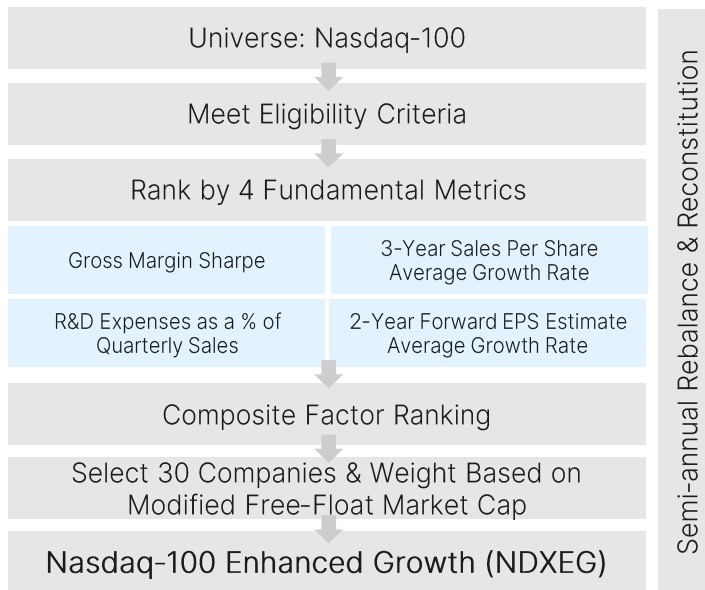 Universe: Nasdaq-100
Meet Eligibility Criteria
Rank by 4 Fundamental Metrics
Gross Margin Sharpe
3-Year Sales Per Share
Average Growth Rate
R&D Expenses as a % of
Quarterly Sales
2-Year Forward EPS Estimate
Average Growth Rate
Composite Factor Ranking
Select 30 Companies & Weight Based on
Modified Free-Float Market Cap
Nasdaq-100 Enhanced Growth (NDXEG)
Semi-annual Rebalance & Reconstitution